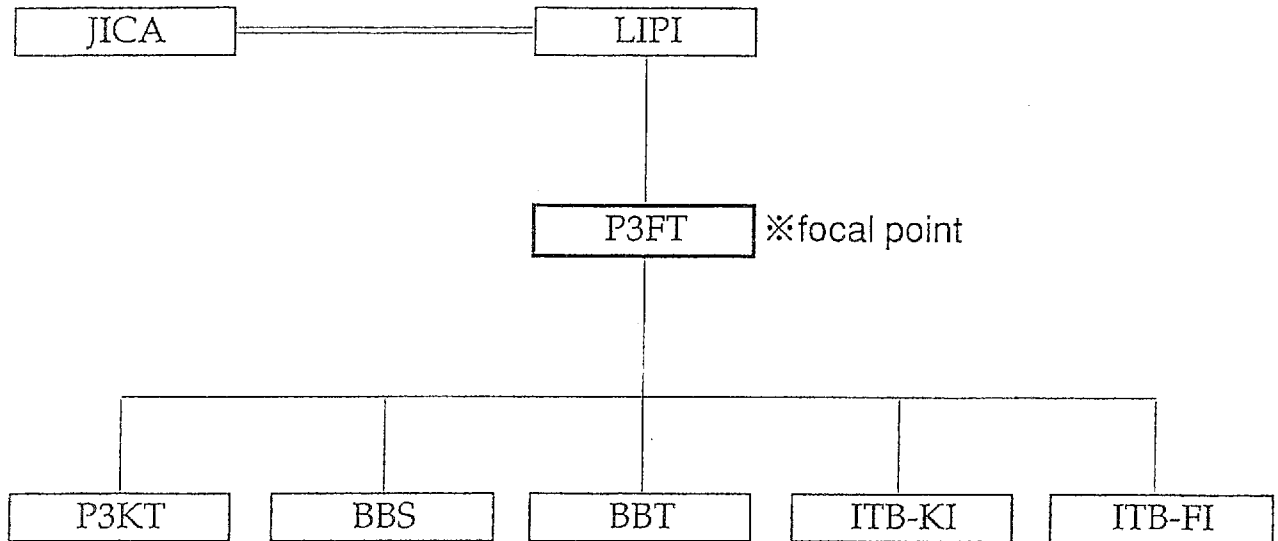 JICA
LIPI
P3FT
※focal point
P3KT
BBS
BBT
ITB-KI
ITB-FI